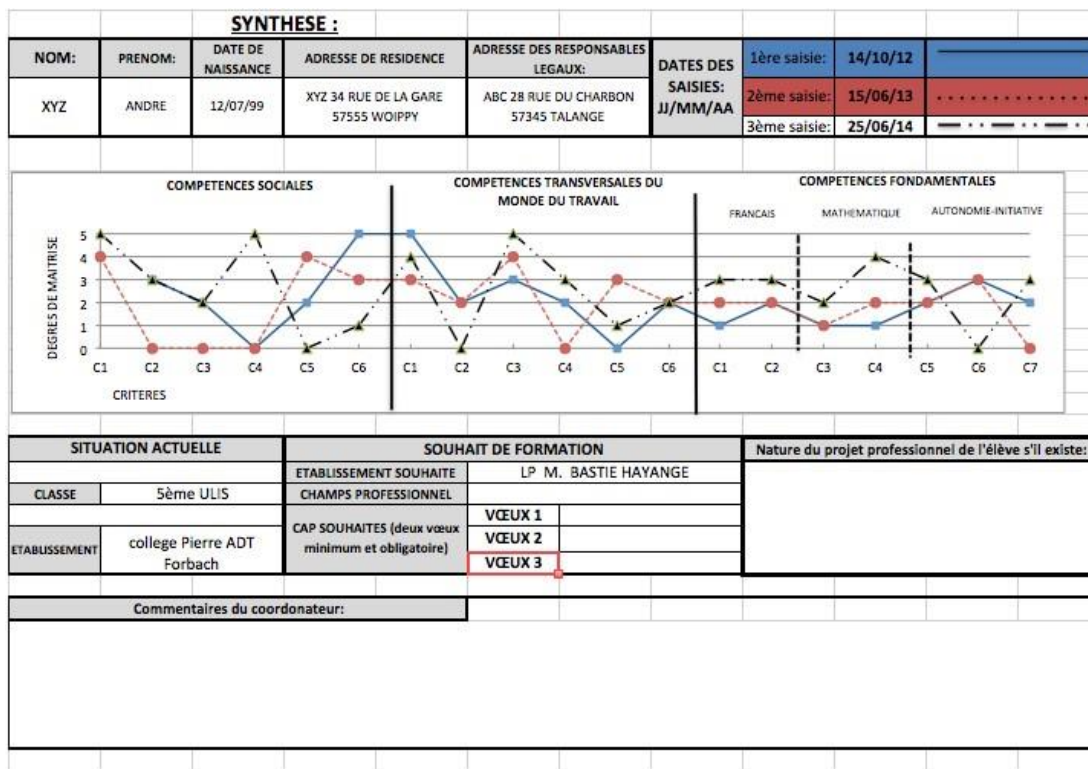 SYNTHESE :
NOM:
PRENOM:
DATE DE
NAISSANCE
ADRESSE DE RESIDENCE
ADRESSE DES RESPONSABLES
LEGAUX:
DATES DES
SAISIES:
JJ/MM/AA
1ère saisie: 14/10/12
2ème saisie: 15/06/13
3ème saisie: 25/06/14
XYZ
ANDRE
12/07/99
XYZ 34 RUE DE LA GARE
57555 WOIPPY
ABC 28 RUE DU CHARBON
57345 TALANGE
COMPETENCES SOCIALES
COMPETENCES TRANSVERSALES DU
MONDE DU TRAVAIL
COMPETENCES FONDAMENTALES
FRANCAIS
MATHEMATIQUE
AUTONOMIE-INITIATIVE
DEGRES DE MAITRISE
5
4
3
2
1
0
C1 C2 C3 C4 C5 C6 C1 C2 C3 C4 C5 C6 C1 C2 C3 C4 C5 C6 C7
CRITERES
SITUATION ACTUELLE
CLASSE
5ème ULIS
ETABLISSEMENT
college Pierre ADT
Forbach
SOUHAIT DE FORMATION
ETABLISSEMENT SOUHAITE
LP M. BASTIE HAYANGE
CHAMPS PROFESSIONNEL
CAP SOUHAITES (deux vœux
minimum et obligatoire)
VŒUX 1
VŒUX 2
VŒUX 3
Nature du projet professionnel de l'élève s'il existe:
Commentaires du coordonateur: